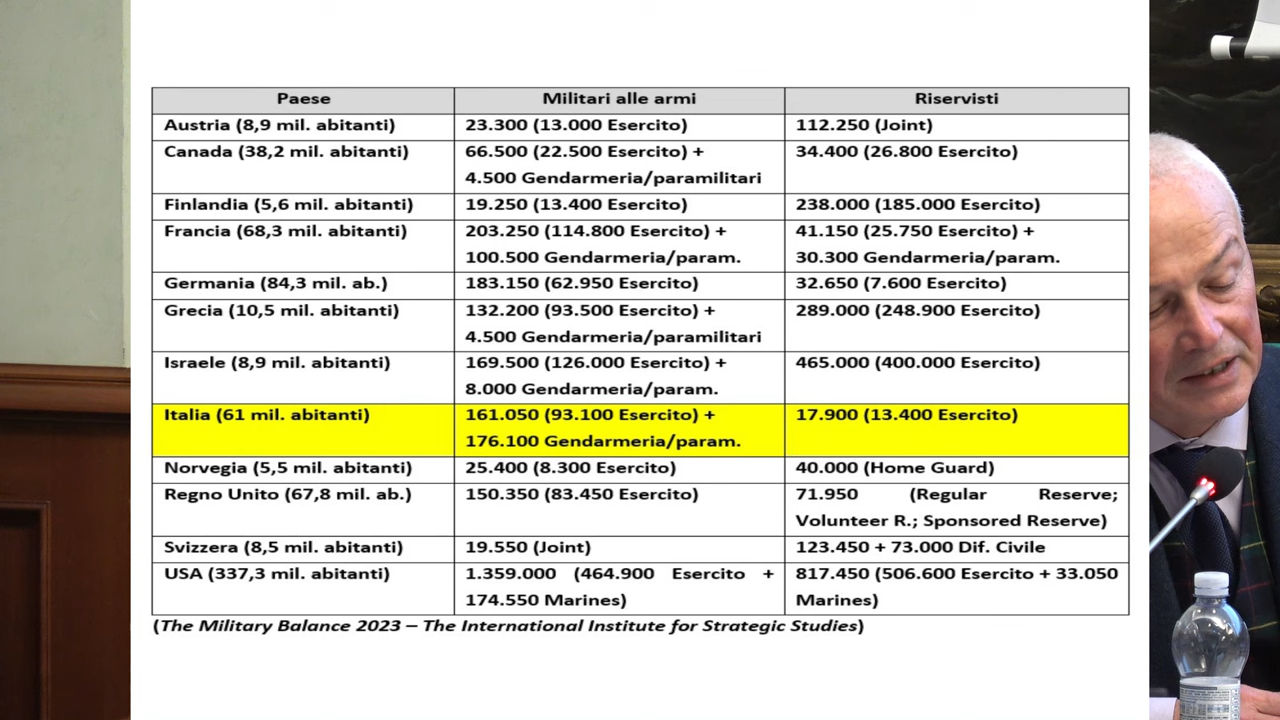 Paese Militari alle armi Riservisti
Austria (8,9 mil. abitanti) 23.300 (13.000 Esercito) 112.250 (Joint)
Canada (38,2 mil. abitanti) 66.500 (22.500 Esercito) + 34.400 (26.800 Esercito)
4.500 Gendarmeria/paramilitari
Finlandia (5,6 mil. abitanti) 19.250 (13.400 Esercito) 238.000 (185.000 Esercito)
Francia (68,3 mil. abitanti) 203.250 (114.800 Esercito) + 41.150 (25.750 Esercito) +
100.500 Gendarmeria/param. 30.300 Gendarmeria/param.
Germania (84,3 mil. ab.) 183.150 (62.950 Esercito) 32.650 (7.600 Esercito)
Grecia (10,5 mil. abitanti) 132.200 (93.500 Esercito) + 289.000 (248.900 Esercito)
4.500 Gendarmeria/paramilitari
Israele (8,9 mil. abitanti) 169.500 (126.000 Esercito) + 465.000 (400.000 Esercito)
8.000 Gendarmeria/param.
Italia (61 mil. abitanti) 161.050 (93.100 Esercito) + 17.900 (13.400 Esercito)
176.100 Gendarmeria/param.
Norvegia (5,5 mil. abitanti) 25.400 (8.300 Esercito) 40.000 (Home Guard)
Regno Unito (67,8 mil. ab.) 150.350 (83.450 Esercito) 71.950 (Regular Reserve;
Volunteer R.; Sponsored Reserve)
Svizzera (8,5 mil. abitanti) 19.550 (Joint) 123.450 + 73.000 Dif. Civile
USA (337,3 mil. abitanti) 1.359.000 (464.900 Esercito + 817.450 (506.600 Esercito + 33.050
174.550 Marines) Marines)
(The Military Balance 2023 – The International Institute for Strategic Studies)